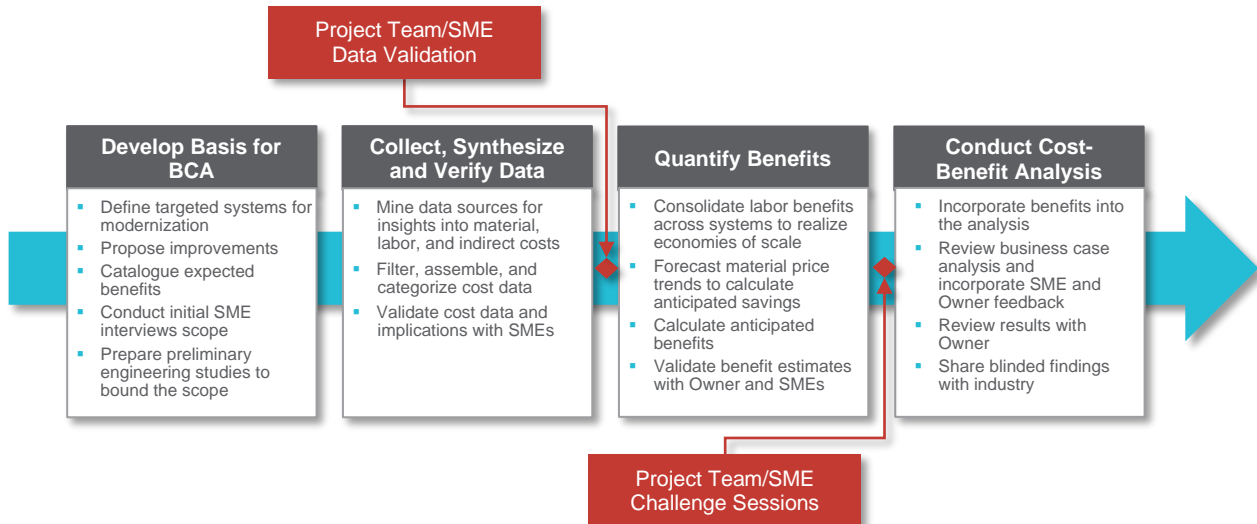 Project Team/SME
Data Validation
Develop Basis for
BCA
▪ Define targeted systems for
modernization
▪ Propose improvements
▪ Catalogue expected
benefits
▪ Conduct initial SME
interviews scope
▪ Prepare preliminary
engineering studies to
bound the scope
Collect, Synthesize
and Verify Data
▪ Mine data sources for
insights into material,
labor, and indirect costs
▪ Filter, assemble, and
categorize cost data
▪ Validate cost data and
implications with SMEs
Quantify Benefits
▪ Consolidate labor benefits
across systems to realize
economies of scale
▪ Forecast material price
trends to calculate
anticipated savings
▪ Calculate anticipated
benefits
▪ Validate benefit estimates
with Owner and SMEs
Conduct Cost-
Benefit Analysis
▪ Incorporate benefits into
the analysis
▪ Review business case
analysis and
incorporate SME and
Owner feedback
▪ Review results with
Owner
▪ Share blinded findings
with industry
Project Team/SME
Challenge Sessions